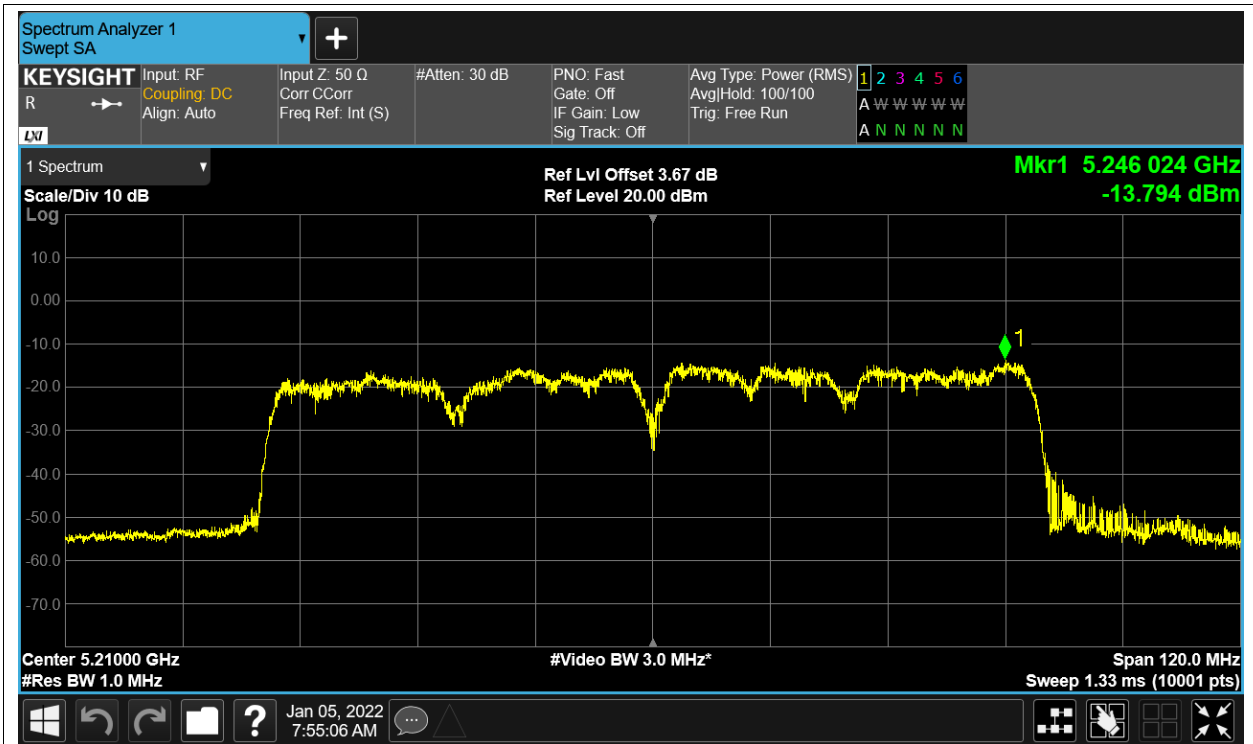 Spectrum Analyzer 1
Swept SA
+
KEYSIGHT
R
LXI
Input: RF
Coupling: DC
Align: Auto
Input Z: 50 Ω
Corr CCorr
Freq Ref: Int (S)
#Atten: 30 dB
PNO: Fast
Gate: Off
IF Gain: Low
Sig Track: Off
Avg Type: Power (RMS)
Avg|Hold: 100/100
Trig: Free Run
1 2 3 4 5 6
A W W W W W
A N N N N N
1 Spectrum
Scale/Div 10 dB
Log
Ref Lvl Offset 3.67 dB
Ref Level 20.00 dBm
Mkr1 5.246 024 GHz
-13.794 dBm
10.0
0.00
-10.0
-20.0
-30.0
-40.0
-50.0
-60.0
-70.0
1
Center 5.21000 GHz
#Res BW 1.0 MHz
#Video BW 3.0 MHz*
Span 120.0 MHz
Sweep 1.33 ms (10001 pts)
?
Jan 05, 2022
7:55:06 AM